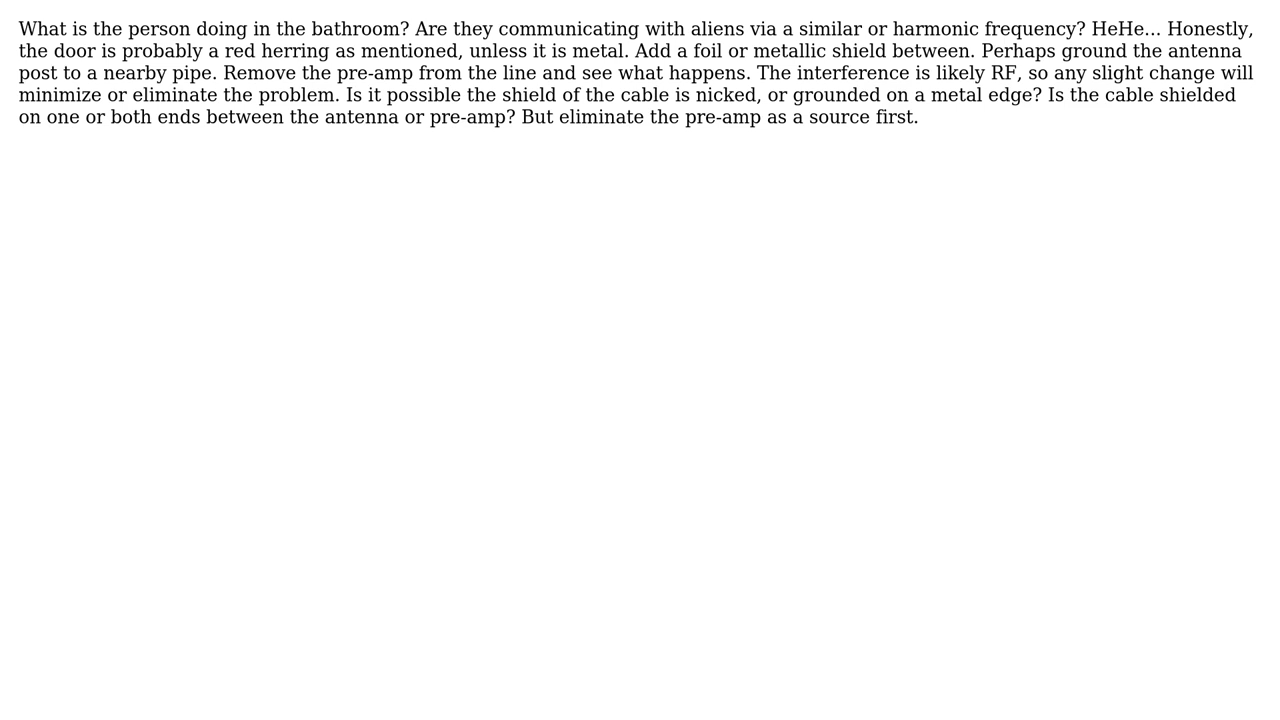 What is the person doing in the bathroom? Are they communicating with aliens via a similar or harmonic frequency? HeHe... Honestly,
the door is probably a red herring as mentioned, unless it is metal. Add a foil or metallic shield between. Perhaps ground the antenna
post to a nearby pipe. Remove the pre-amp from the line and see what happens. The interference is likely RF, so any slight change will
minimize or eliminate the problem. Is it possible the shield of the cable is nicked, or grounded on a metal edge? Is the cable shielded
on one or both ends between the antenna or pre-amp? But eliminate the pre-amp as a source first.